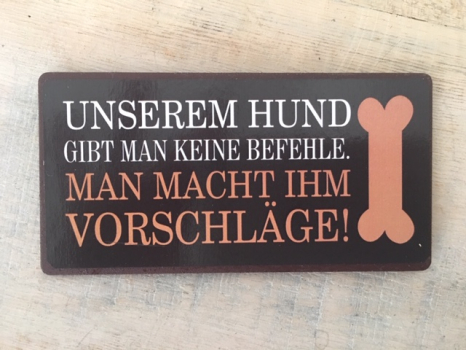 UNSEREM HUND
GIBT MAN KEINE BEFEHLE.
MAN MACHT IHM
VORSCHLÄGE!